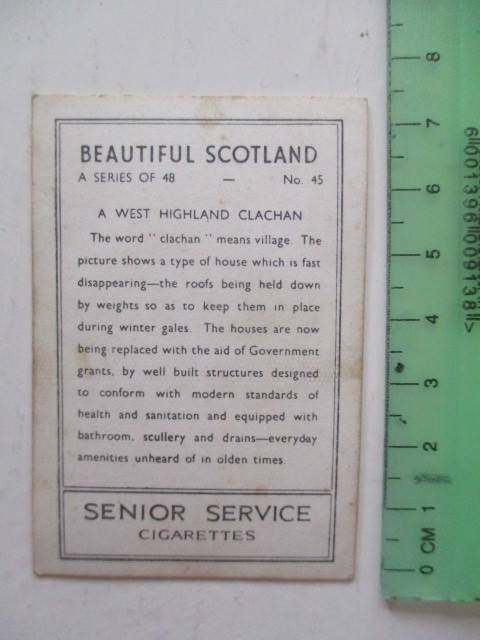 BEAUTIFUL SCOTLAND
A SERIES OF 48 — No. 45
A WEST HIGHLAND CLACHAN
The word "clachan" means village. The
picture shows a type of house which is fast
disappearing—the roofs being held down
by weights so as to keep them in place
during winter gales. The houses are now
being replaced with the aid of Government
grants, by well built structures designed
to conform with modern standards of
health and sanitation and equipped with
bathroom, scullery and drains—everyday
amenities unheard of in olden times.
SENIOR SERVICE
CIGARETTES
8
7
6
5
4
3
2
1
0 CM